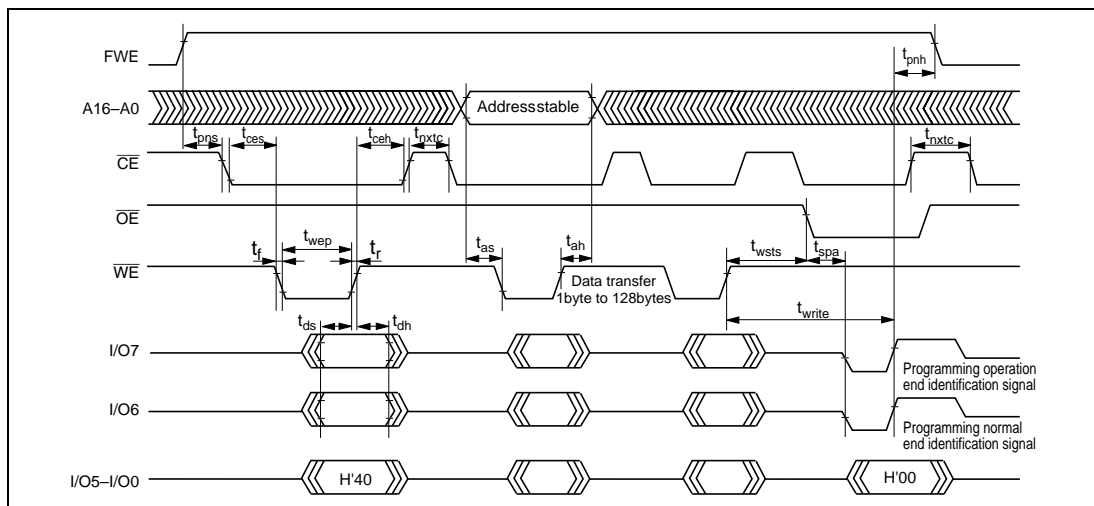 FWE
tpnh
A16–A0
Addressstable
tpns
tces
tceh
tnxtc
tnxtc
CE
OE
twep
tf
tr
tas
tah
twsts
tspa
WE
Data transfer
1byte to 128bytes
twrite
tds
tdh
I/O7
Programming operation
end identification signal
I/O6
Programming normal
end identification signal
I/O5–I/O0
H'40
H'00